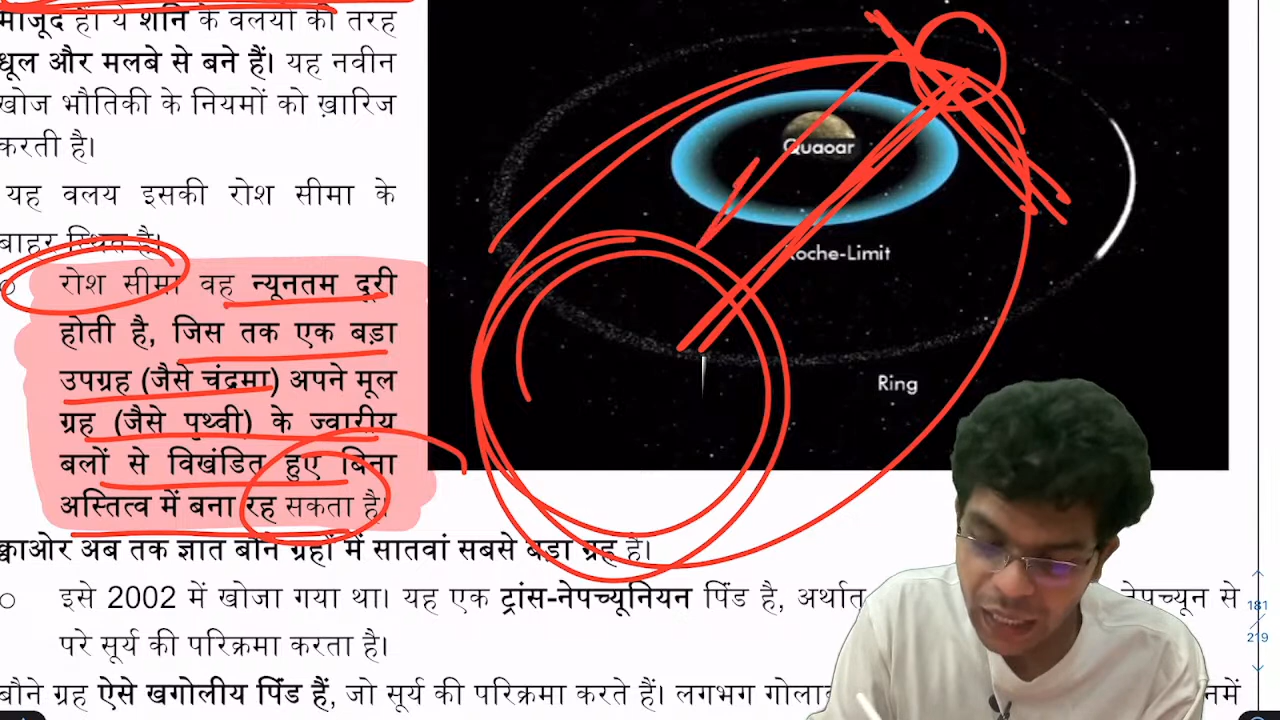 मौजूद हैं। ये शनि के वलयों की तरह
धूल और मलबे से बने हैं। यह नवीन
खोज भौतिकी के नियमों को ख़ारिज
करती है।
यह वलय इसकी रोश सीमा के
बाहर स्थित है।
रोश सीमा वह न्यूनतम दूरी
होती है, जिस तक एक बड़ा
उपग्रह (जैसे चंद्रमा) अपने मूल
ग्रह (जैसे पृथ्वी) के ज्वारीय
बलों से विखंडित हुए बिना
अस्तित्व में बना रह सकता है।
Quaoar
Roche-Limit
Ring
क्वाओर अब तक ज्ञात बौने ग्रहों में सातवां सबसे बड़ा ग्रह है।
इसे 2002 में खोजा गया था। यह एक ट्रांस-नेपच्यूनियन पिंड है, अर्थात नेपच्यून से
परे सूर्य की परिक्रमा करता है।
बौने ग्रह ऐसे खगोलीय पिंड हैं, जो सूर्य की परिक्रमा करते हैं। लगभग
181
219